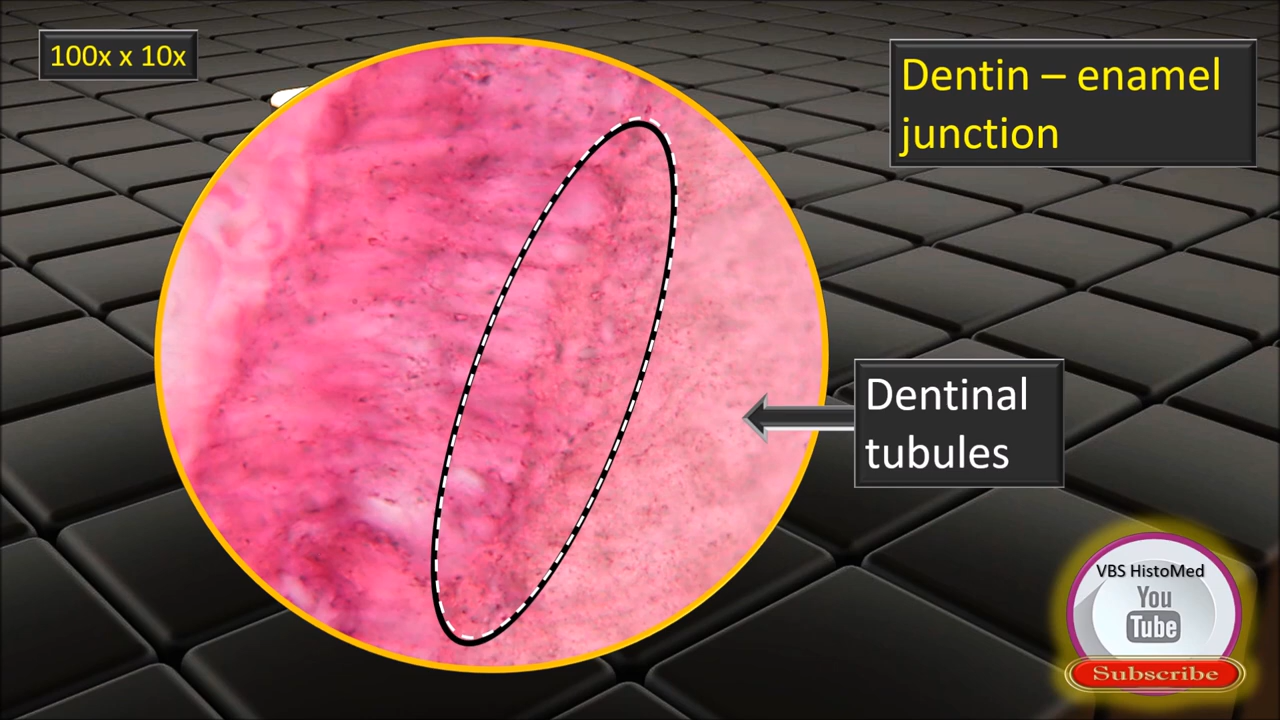 100x x 10x
Dentin – enamel
junction
Dentinal
tubules
VBS HistoMed
You
Tube
Subscribe